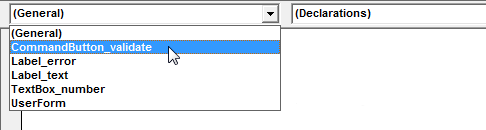 (General) (Declarations)
(General)
CommandButton_validate
Label_error
Label_text
TextBox_number
UserForm